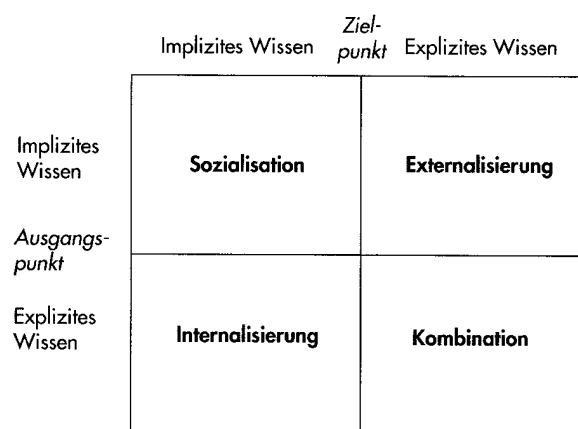 Ziel-
Implizites Wissen punkt Explizites Wissen
Implizites
Wissen
Sozialisation Externalisierung
Ausgangs-
punkt
Explizites
Wissen
Internalisierung Kombination